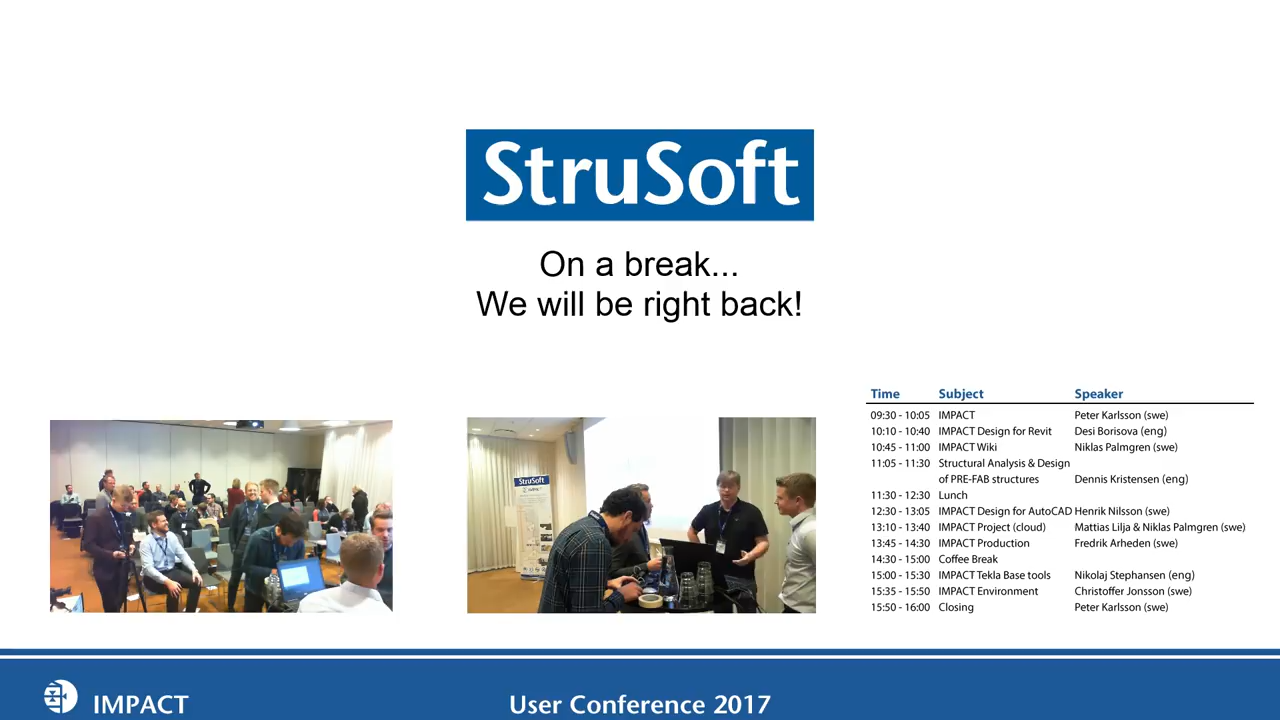 StruSoft
On a break...
We will be right back!
StruSoft
Time Subject Speaker
09:30 - 10:05 IMPACT Peter Karlsson (swe)
10:10 - 10:40 IMPACT Design for Revit Desi Borisova (eng)
10:45 - 11:00 IMPACT Wiki Niklas Palmgren (swe)
11:05 - 11:30 Structural Analysis & Design
of PRE-FAB structures Dennis Kristensen (eng)
11:30 - 12:30 Lunch
12:30 - 13:05 IMPACT Design for AutoCAD Henrik Nilsson (swe)
13:10 - 13:40 IMPACT Project (cloud) Mattias Lilja & Niklas Palmgren (swe)
13:45 - 14:30 IMPACT Production Fredrik Arheden (swe)
14:30 - 15:00 Coffee Break
15:00 - 15:30 IMPACT Tekla Base tools Nikolaj Stephansen (eng)
15:35 - 15:50 IMPACT Environment Christoffer Jonsson (swe)
15:50 - 16:00 Closing Peter Karlsson (swe)
IMPACT User Conference 2017